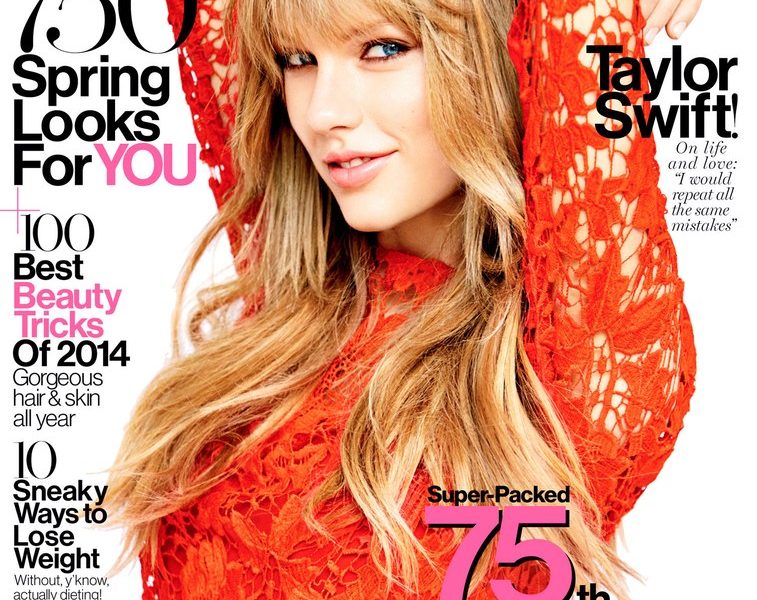 750
Spring
Looks
For YOU
100
Best
Beauty
Tricks
Of 2014
Gorgeous
hair & skin
all year
10
Sneaky
Ways to
Lose
Weight
Without, y'know,
actually dieting!
Taylor
Swift!
On life
and love:
"I would
repeat all
the same
mistakes"
Super-Packed
75th